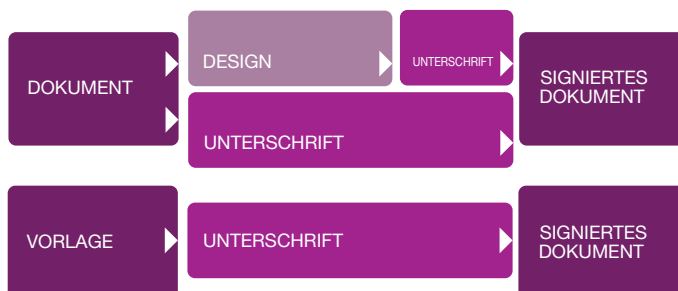 DOKUMENT
DESIGN
UNTERSCHRIFT
UNTERSCHRIFT
SIGNIERTES
DOKUMENT
VORLAGE
UNTERSCHRIFT
SIGNIERTES
DOKUMENT